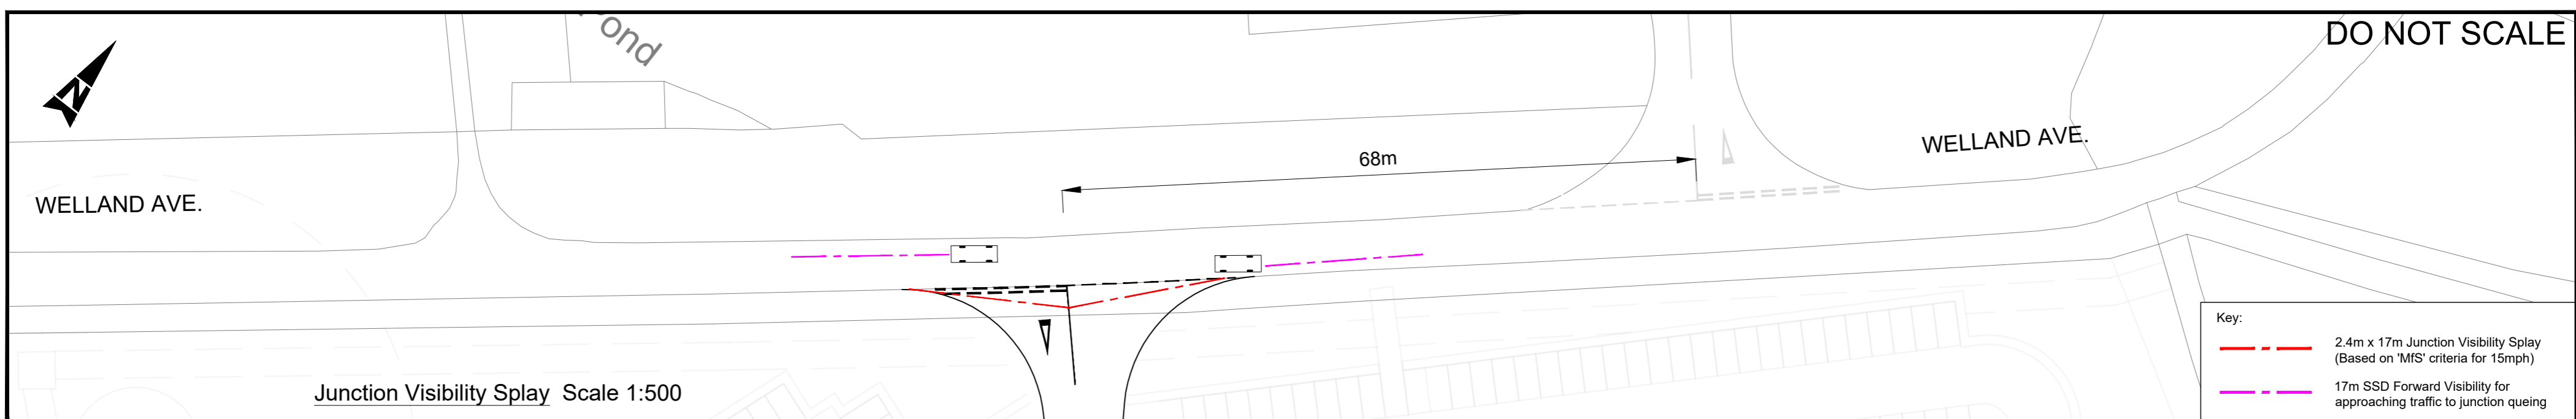 ond
DO NOT SCALE
N
68m
WELLAND AVE.
WELLAND AVE.
Key:
2.4m x 17m Junction Visibility Splay
(Based on 'MfS' criteria for 15mph)
17m SSD Forward Visibility for
approaching traffic to junction queing
Junction Visibility Splay Scale 1:500